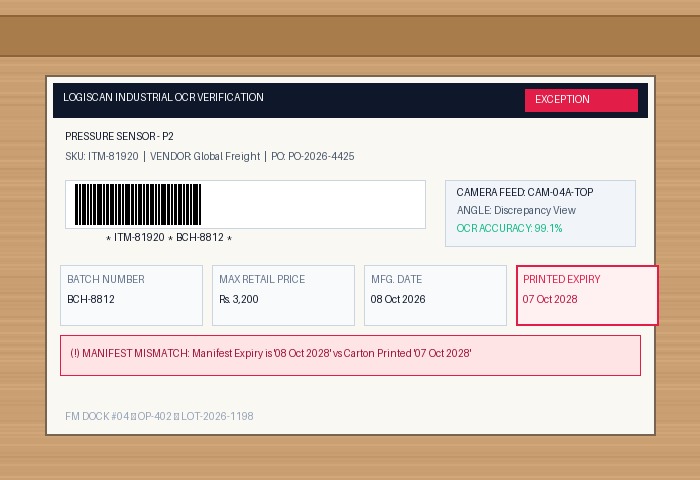 LOGISCAN INDUSTRIAL OCR VERIFICATION
EXCEPTION
PRESSURE SENSOR - P2
SKU: ITM-81920 | VENDOR: Global Freight | PO: PO-2026-4425
* ITM-81920 * BCH-8812 *
CAMERA FEED: CAM-04A-TOP
ANGLE: Discrepancy View
OCR ACCURACY: 99.1%
BATCH NUMBER
BCH-8812
MAX RETAIL PRICE
Rs. 3,200
MFG. DATE
08 Oct 2026
PRINTED EXPIRY
07 Oct 2028
(!) MANIFEST MISMATCH: Manifest Expiry is '08 Oct 2028' vs Carton Printed '07 Oct 2028'
FM DOCK #04 OP-402 LOT-2026-1198